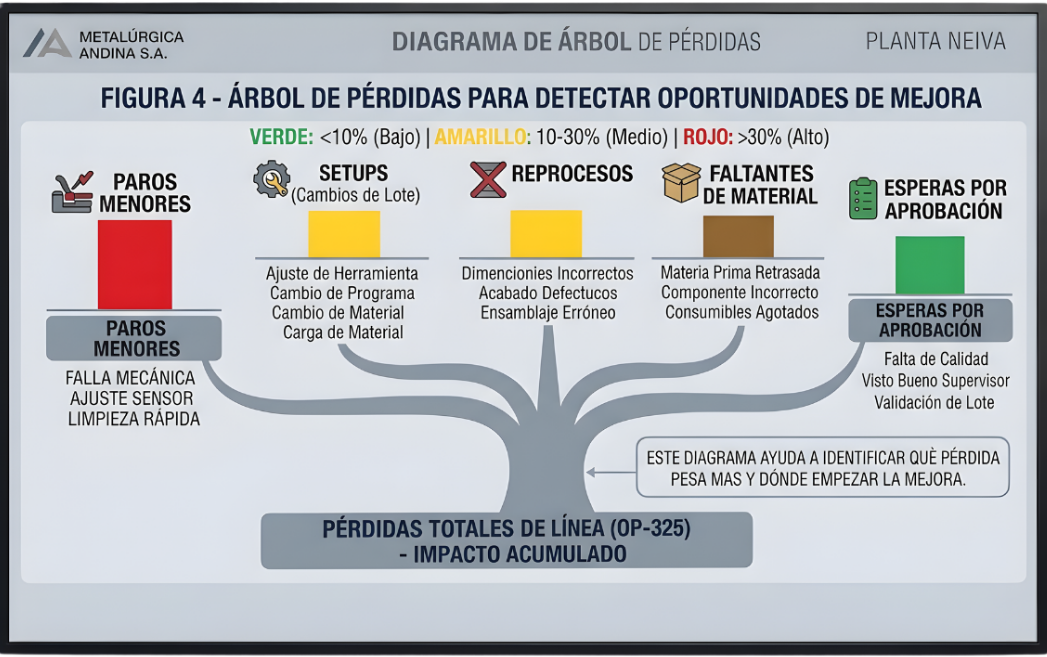 METALÚRGICA
ANDINA S.A.
DIAGRAMA DE ÁRBOL DE PÉRDIDAS
PLANTA NEIVA
FIGURA 4 - ÁRBOL DE PÉRDIDAS PARA DETECTAR OPORTUNIDADES DE MEJORA
VERDE: <10% (Bajo) | AMARILLO: 10-30% (Medio) | ROJO: >30% (Alto)
PAROS
MENORES
PAROS
MENORES
FALLA MECÁNICA
AJUSTE SENSOR
LIMPIEZA RÁPIDA
SETUPS
(Cambios de Lote)
Ajuste de Herramienta
Cambio de Programa
Cambio de Material
Carga de Material
REPROCESOS
Dimencionies Incorrectos
Acabado Defectucos
Ensamblaje Erróneo
FALTANTES
DE MATERIAL
Materia Prima Retrasada
Componente Incorrecto
Consumibles Agotados
ESPERAS POR
APROBACIÓN
ESPERAS POR
APROBACIÓN
Falta de Calidad
Visto Bueno Supervisor
Validación de Lote
ESTE DIAGRAMA AYUDA A IDENTIFICAR QUÈ PÉRDIDA
PESA MAS Y DÓNDE EMPEZAR LA MEJORA.
PÉRDIDAS TOTALES DE LÍNEA (OP-325)
- IMPACTO ACUMULADO